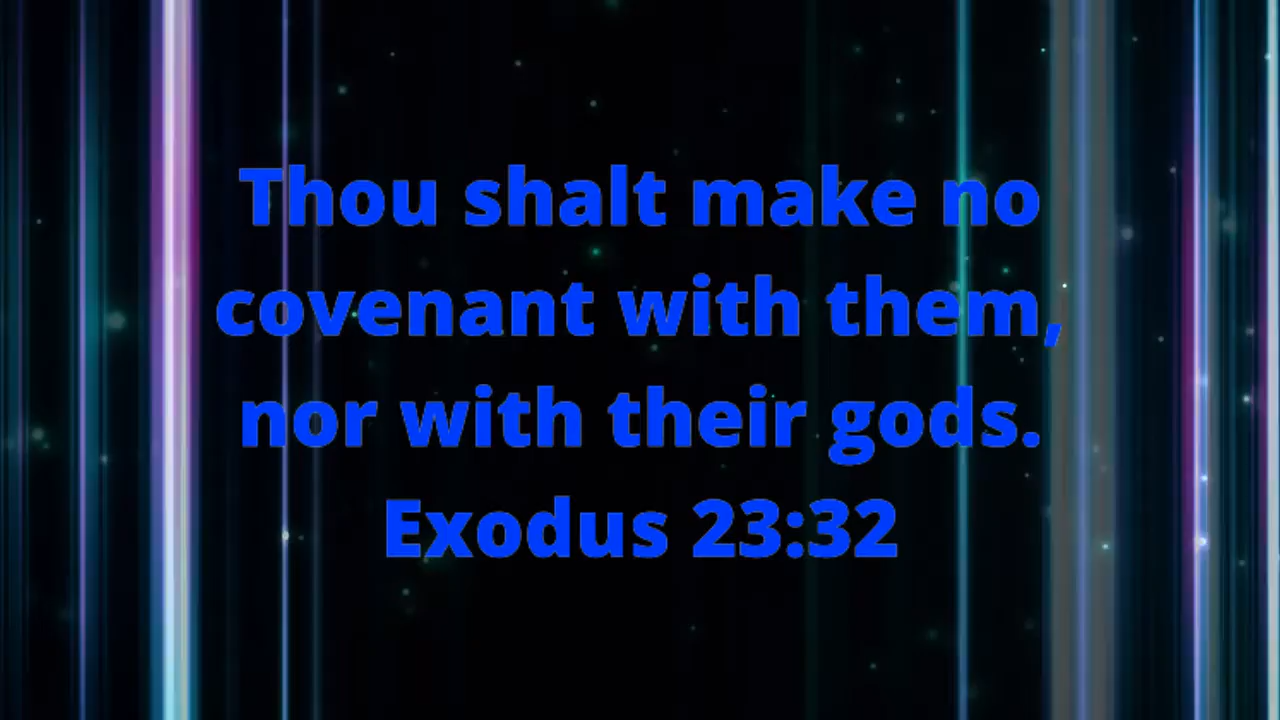 Thou shalt make no
covenant with them,
nor with their gods.
Exodus 23:32